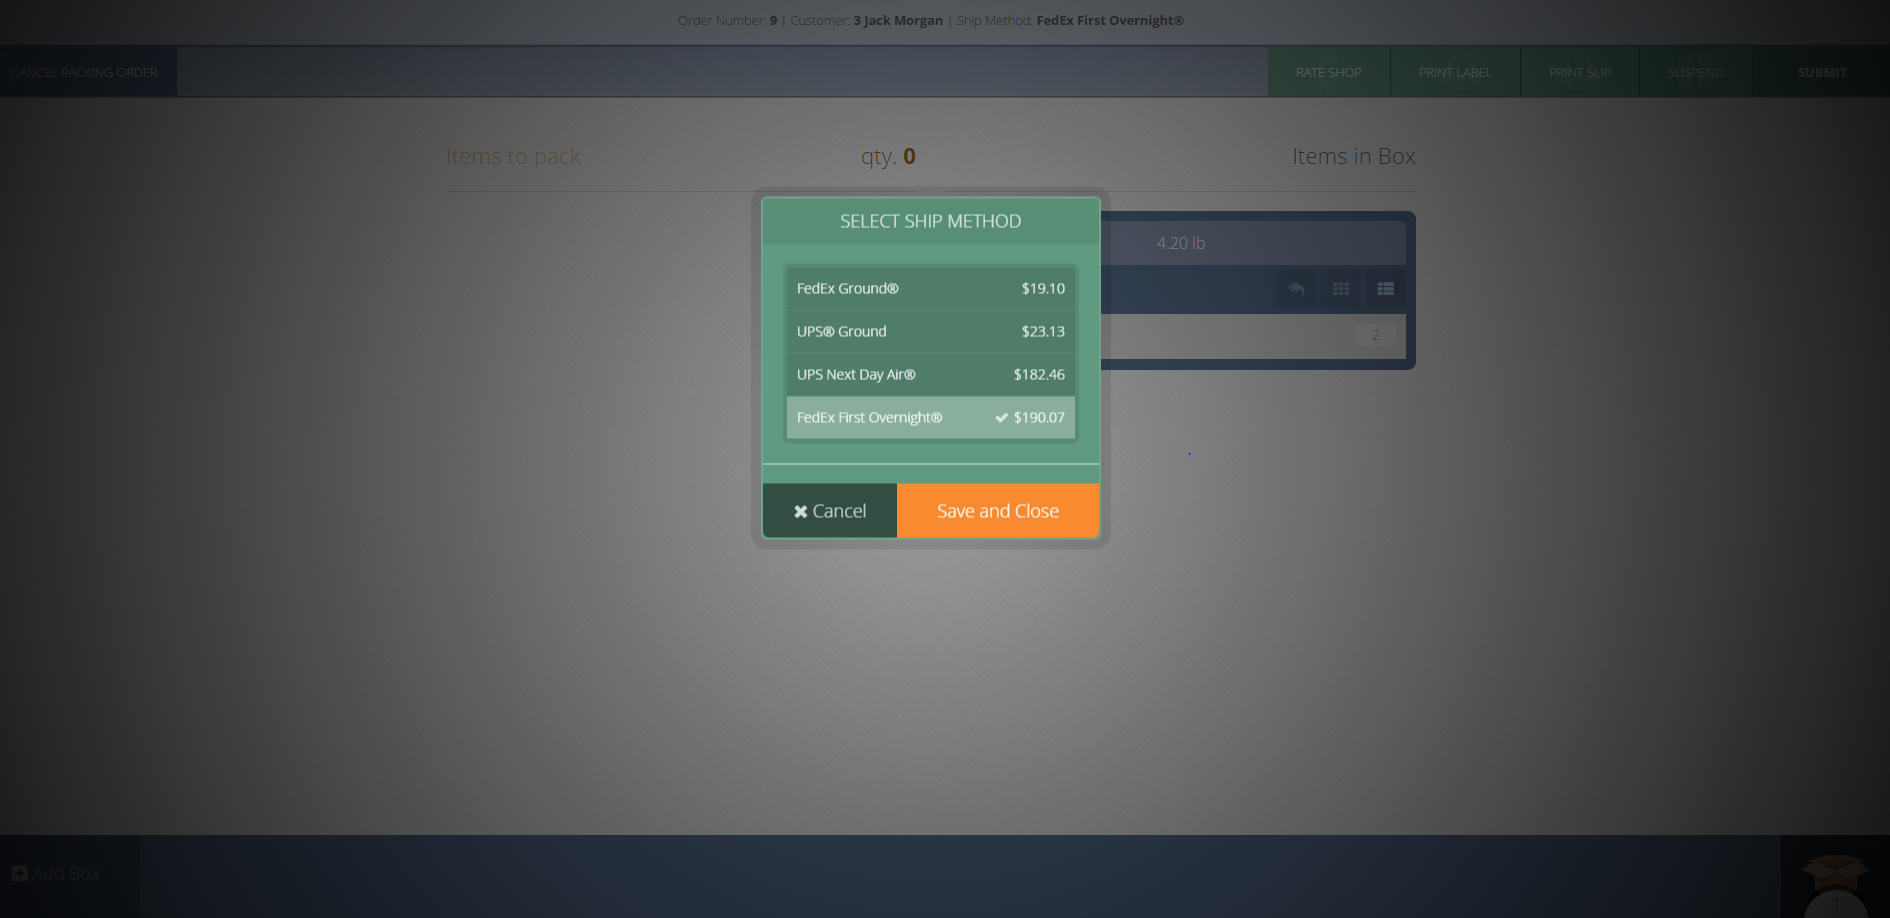 Order Number: 9 | Customer: 3 Jack Morgan | Ship Method: FedEx First Overnight®
CANCEL PACKING ORDER
RATE SHOP
PRINT LABEL
PRINT SLIP
SUSPEND
SUBMIT
Items to pack
qty. 0
Items in Box
4.20 lb
2
SELECT SHIP METHOD
FedEx Ground® $19.10
UPS® Ground $23.13
UPS Next Day Air® $182.46
FedEx First Overnight® $190.07
Cancel
Save and Close
Add Box
1